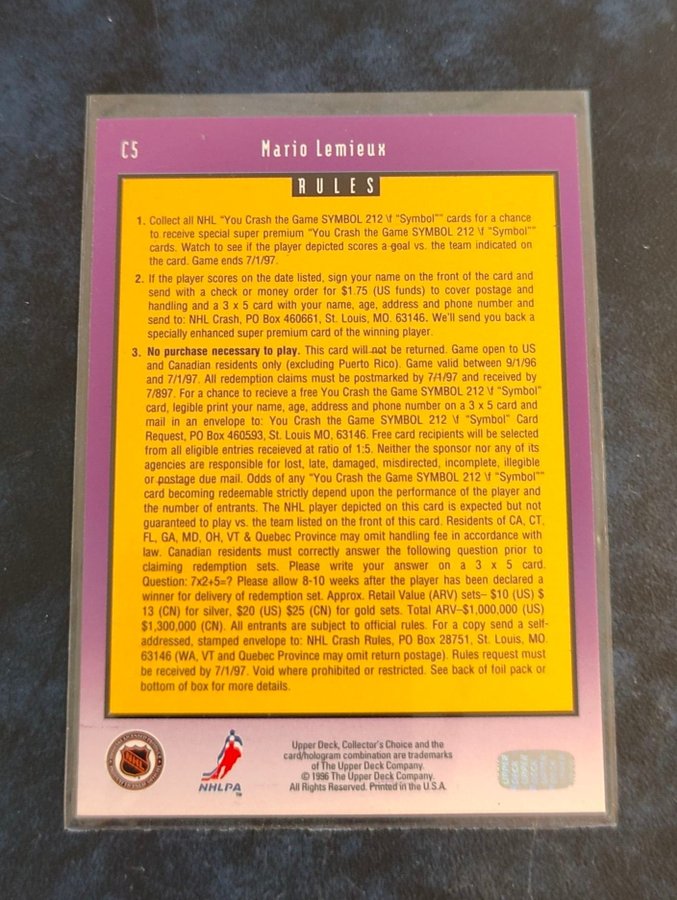 C5 Mario Lemieux
RULES
1. Collect all NHL "You Crash the Game SYMBOL 212 \f "Symbol"" cards for a chance
to receive special super premium "You Crash the Game SYMBOL 212 \f "Symbol""
cards. Watch to see if the player depicted scores a goal vs. the team indicated on
the card. Game ends 7/1/97.
2. If the player scores on the date listed, sign your name on the front of the card and
send with a check or money order for $1.75 (US funds) to cover postage and
handling and a 3 x 5 card with your name, age, address and phone number and
send to: NHL Crash, PO Box 460661, St. Louis, MO. 63146. We'll send you back a
specially enhanced super premium card of the winning player.
3. No purchase necessary to play. This card will not be returned. Game open to US
and Canadian residents only (excluding Puerto Rico). Game valid between 9/1/96
and 7/1/97. All redemption claims must be postmarked by 7/1/97 and received by
7/897. For a chance to recieve a free You Crash the Game SYMBOL 212 \f "Symbol"
card, legible print your name, age, address and phone number on a 3 x 5 card and
mail in an envelope to: You Crash the Game SYMBOL 212 \f "Symbol" Card
Request, PO Box 460593, St. Louis MO, 63146. Free card recipients will be selected
from all eligible entries receieved at ratio of 1:5. Neither the sponsor nor any of its
agencies are responsible for lost, late, damaged, misdirected, incomplete, illegible
or postage due mail. Odds of any "You Crash the Game SYMBOL 212 \f "Symbol""
card becoming redeemable strictly depend upon the performance of the player and
the number of entrants. The NHL player depicted on this card is expected but not
guaranteed to play vs. the team listed on the front of this card. Residents of CA, CT,
FL, GA, MD, OH, VT & Quebec Province may omit handling fee in accordance with
law. Canadian residents must correctly answer the following question prior to
claiming redemption sets. Please write your answer on a 3 x 5 card.
Question: 7x2+5=? Please allow 8-10 weeks after the player has been declared a
winner for delivery of redemption set. Approx. Retail Value (ARV) sets– $10 (US) $
13 (CN) for silver, $20 (US) $25 (CN) for gold sets. Total ARV–$1,000,000 (US)
$1,300,000 (CN). All entrants are subject to official rules. For a copy send a self-
addressed, stamped envelope to: NHL Crash Rules, PO Box 28751, St. Louis, MO.
63146 (WA, VT and Quebec Province may omit return postage). Rules request must
be received by 7/1/97. Void where prohibited or restricted. See back of foil pack or
bottom of box for more details.
NHL
NHLPA
TM
Upper Deck, Collector's Choice and the
card/hologram combination are trademarks
of The Upper Deck Company.
© 1996 The Upper Deck Company.
All Rights Reserved. Printed in the U.S.A.
UPPER DECK